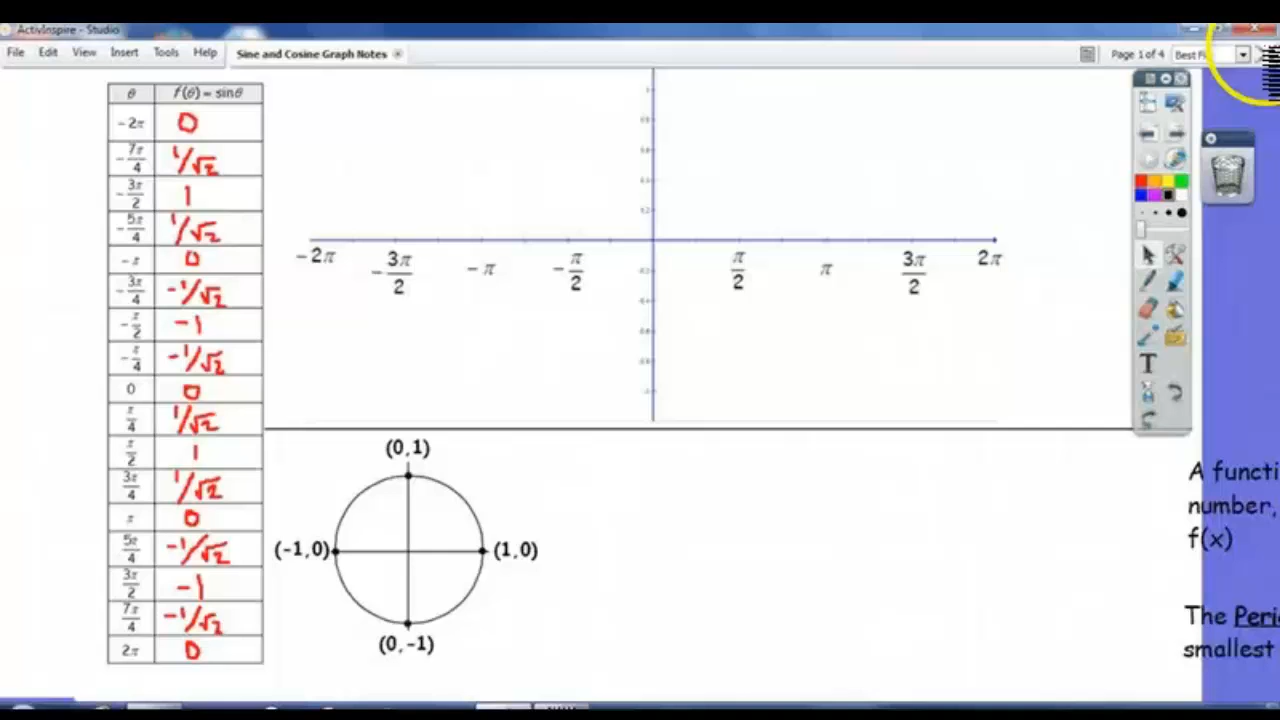 ActivInspire - Studio
File Edit View Insert Tools Help Sine and Cosine Graph Notes Page 1 of 4 Best Fi
θ f(θ) = sinθ
-2π 0
-7π/4 1/√2
-3π/2 1
-5π/4 1/√2
-π 0
-3π/4 -1/√2
-π/2 -1
-π/4 -1/√2
0 0
π/4 1/√2
π/2 1
3π/4 1/√2
π 0
5π/4 -1/√2
3π/2 -1
7π/4 -1/√2
2π 0
-2π -3π/2 -π -π/2 π/2 π 3π/2 2π
T
(0,1)
(-1,0) (1,0)
(0,-1)
A functi
number,
f(x)
The Peri
smallest